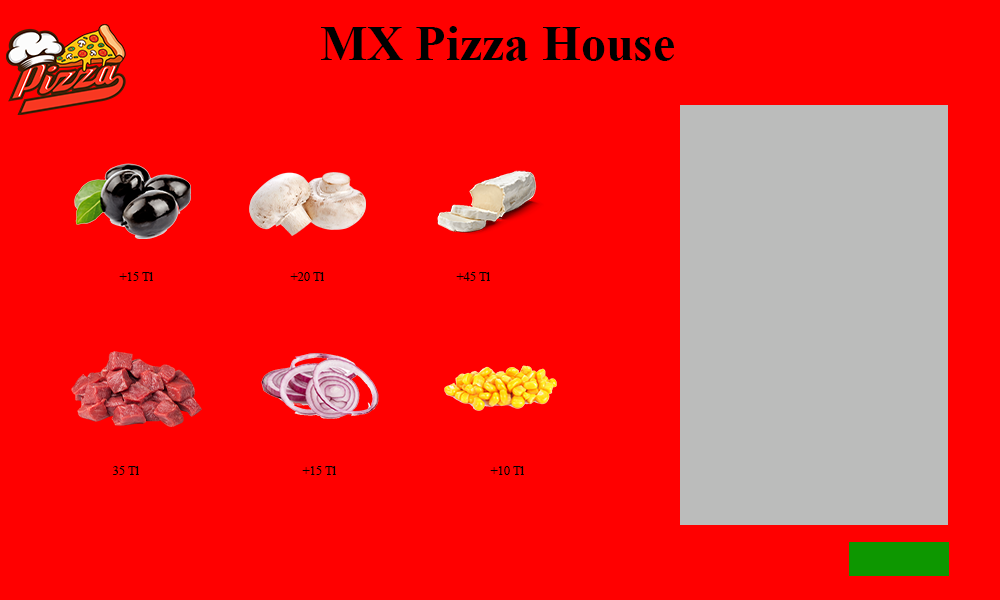 MX Pizza House
Pizza
+15 Tl
+20 Tl
+45 Tl
35 Tl
+15 Tl
+10 Tl